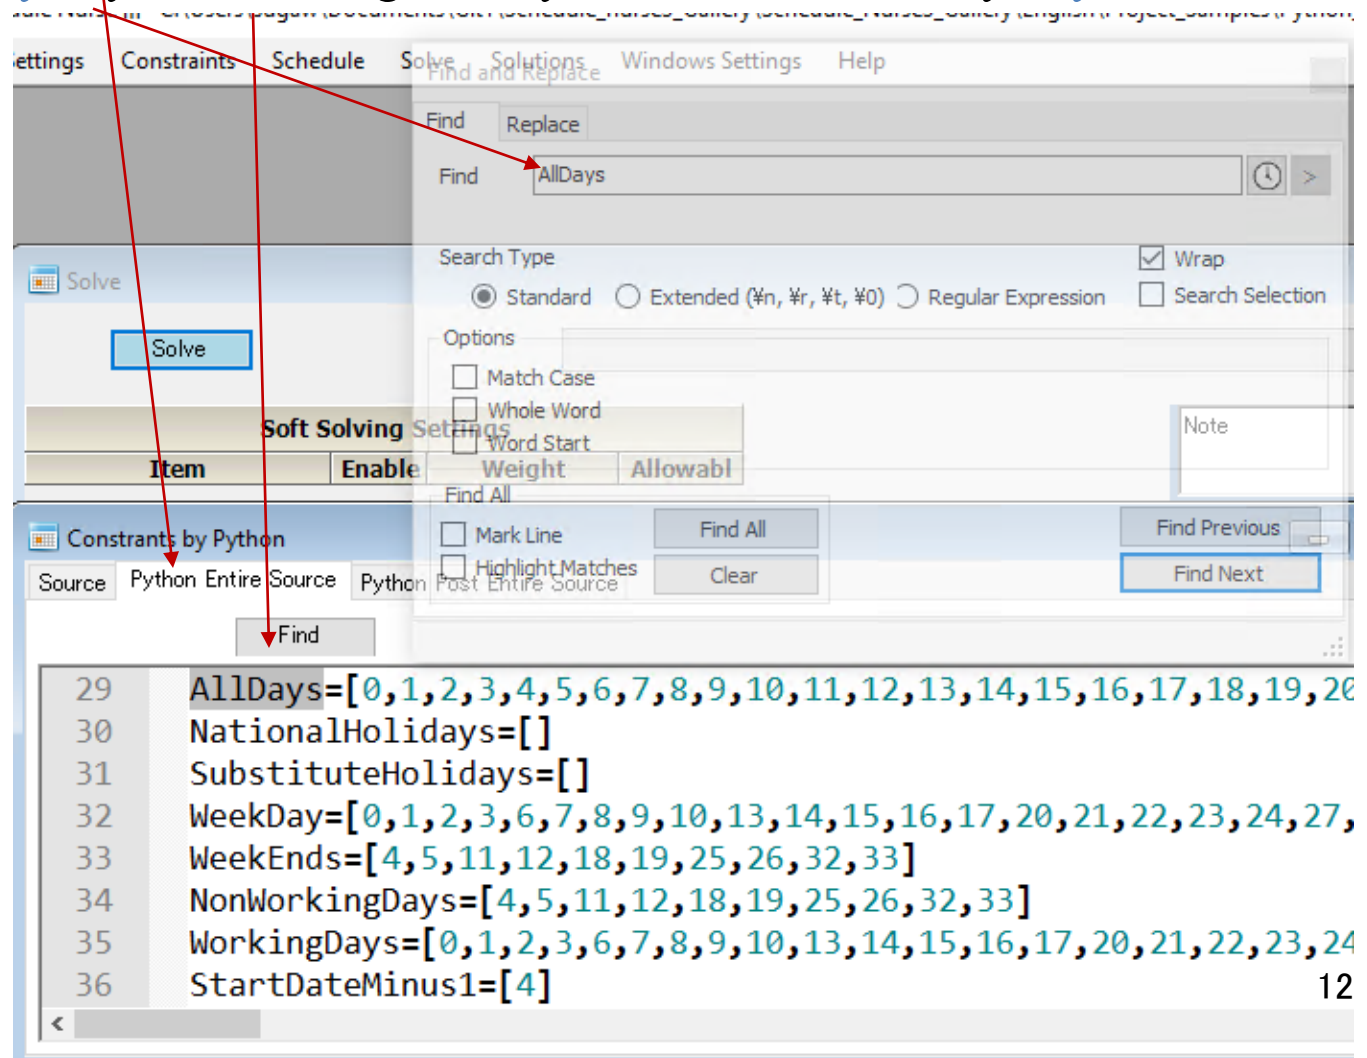 ettings Constraints Schedule Solve Solutions Windows Settings Help
Find and Replace
Find Replace
Find AllDays >
Search Type
Wrap
Standard Extended (¥n, ¥r, ¥t, ¥0) Regular Expression Search Selection
Solve
Options
Solve
Match Case
Whole Word
Note
Soft Solving Settings
Word Start
Item Enable Weight Allowabl
Find All
Constrants by Python
Mark Line Find All Find Previous
Source Python Entire Source Python Post Entire Source
Highlight Matches Clear Find Next
Find
29 AllDays=[0,1,2,3,4,5,6,7,8,9,10,11,12,13,14,15,16,17,18,19,20
30 NationalHolidays=[]
31 SubstituteHolidays=[]
32 WeekDay=[0,1,2,3,6,7,8,9,10,13,14,15,16,17,20,21,22,23,24,27,
33 WeekEnds=[4,5,11,12,18,19,25,26,32,33]
34 NonWorkingDays=[4,5,11,12,18,19,25,26,32,33]
35 WorkingDays=[0,1,2,3,6,7,8,9,10,13,14,15,16,17,20,21,22,23,24
36 StartDateMinus1=[4]
12